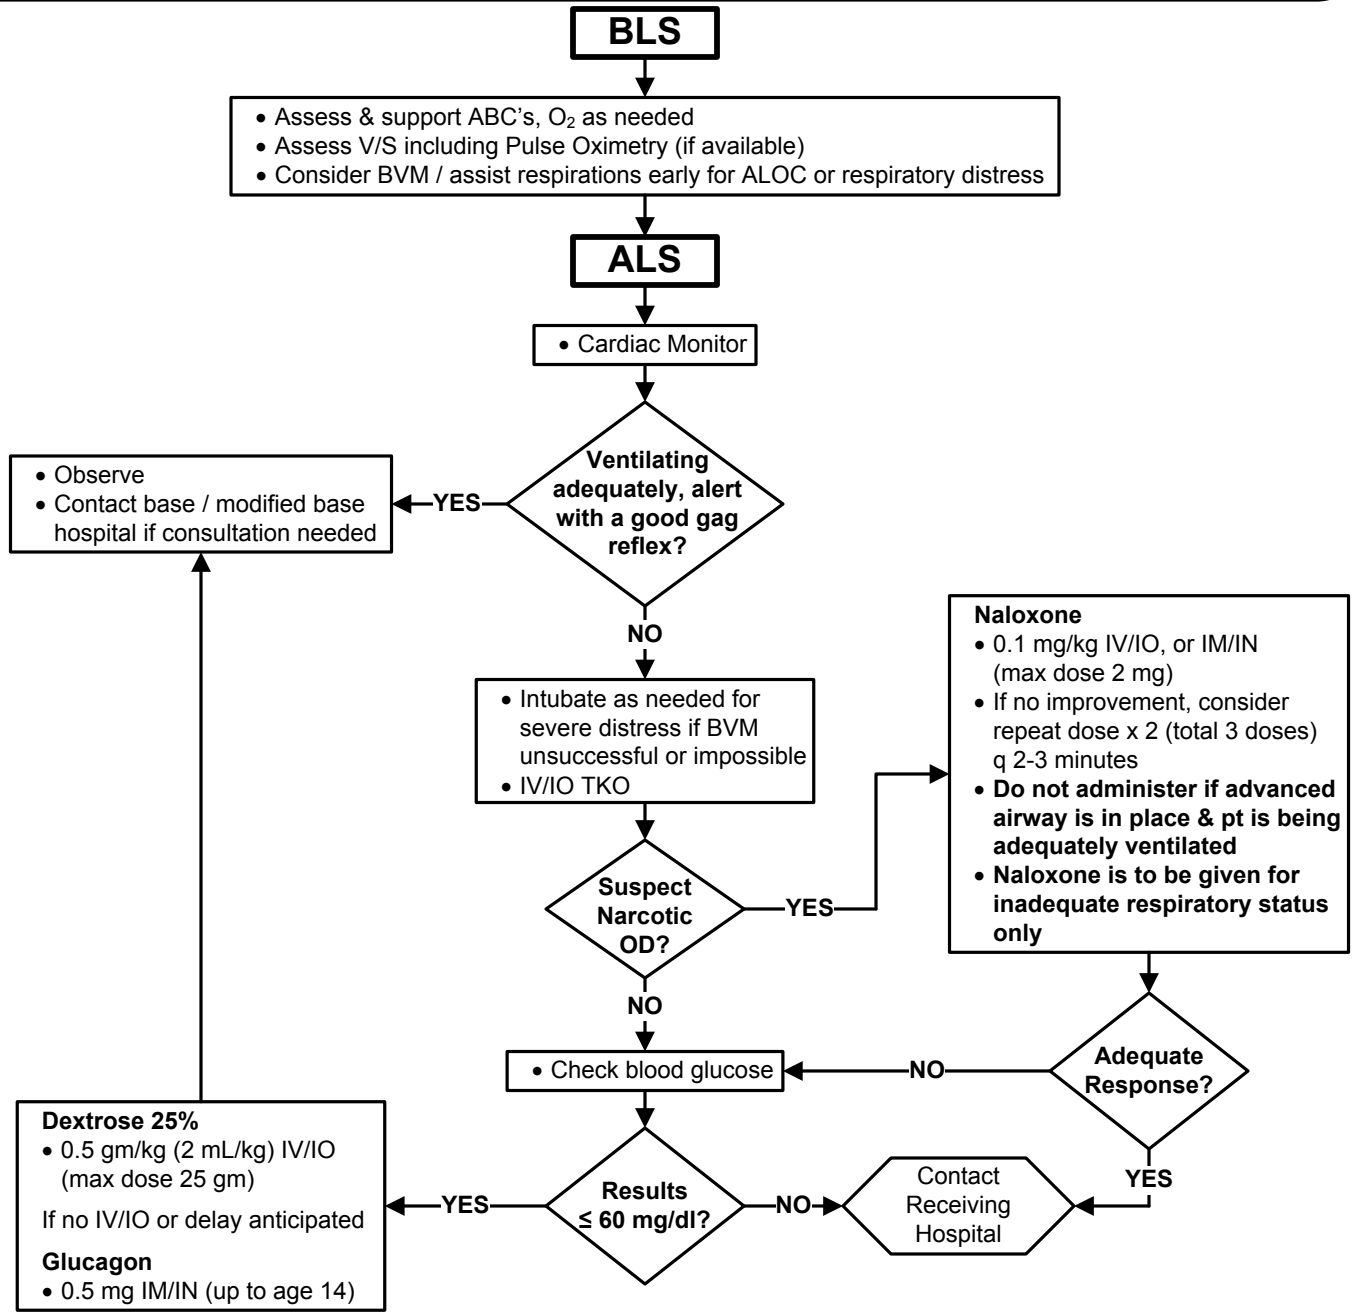 BLS
• Assess & support ABC's, O₂ as needed
• Assess V/S including Pulse Oximetry (if available)
• Consider BVM / assist respirations early for ALOC or respiratory distress
ALS
• Cardiac Monitor
Ventilating
adequately, alert
with a good gag
reflex?
YES
• Observe
• Contact base / modified base
hospital if consultation needed
NO
• Intubate as needed for
severe distress if BVM
unsuccessful or impossible
• IV/IO TKO
Suspect
Narcotic
OD?
YES
Naloxone
• 0.1 mg/kg IV/IO, or IM/IN
(max dose 2 mg)
• If no improvement, consider
repeat dose x 2 (total 3 doses)
q 2-3 minutes
• Do not administer if advanced
airway is in place & pt is being
adequately ventilated
• Naloxone is to be given for
inadequate respiratory status
only
NO
• Check blood glucose
NO
Adequate
Response?
YES
Results
≤ 60 mg/dl?
NO
Contact
Receiving
Hospital
YES
Dextrose 25%
• 0.5 gm/kg (2 mL/kg) IV/IO
(max dose 25 gm)
If no IV/IO or delay anticipated
Glucagon
• 0.5 mg IM/IN (up to age 14)